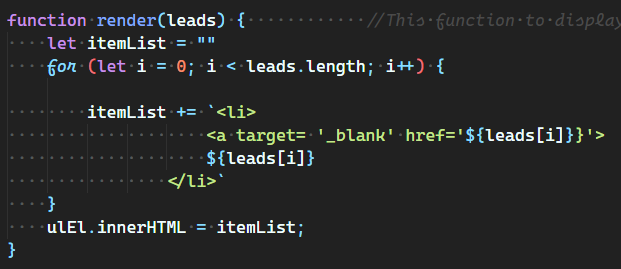 function render(leads) {            //This function to display
    let itemList = ""
    for (let i = 0; i < leads.length; i++) {

        itemList += `<li>
                    <a target= '_blank' href='${leads[i]}}'>
                    ${leads[i]}
                </li>`
    }
    ulEl.innerHTML = itemList;
}